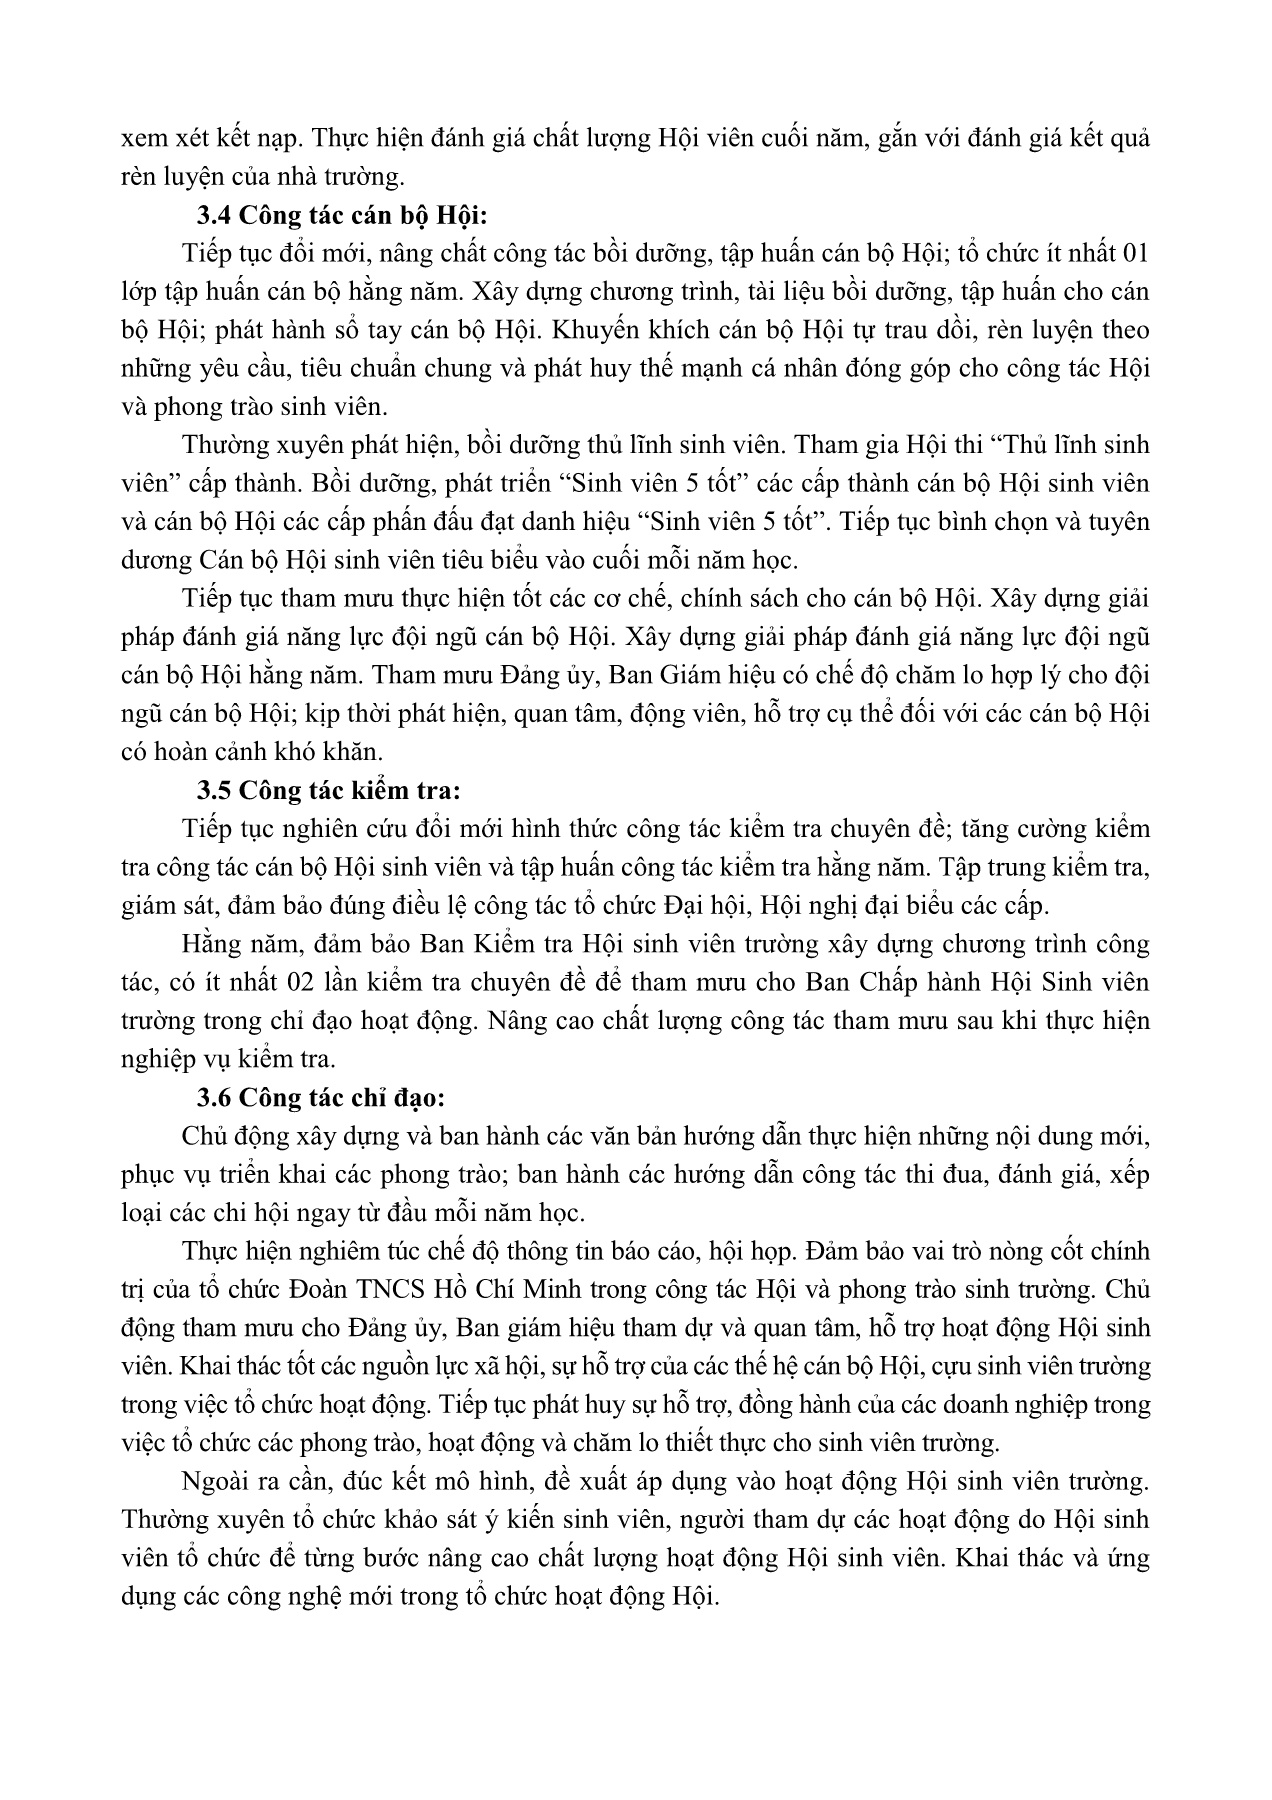 xem xét kết nạp. Thực hiện đánh giá chất lượng Hội viên cuối năm, gắn với đánh giá kết quả
rèn luyện của nhà trường.
3.4 Công tác cán bộ Hội:
Tiếp tục đổi mới, nâng chất công tác bồi dưỡng, tập huấn cán bộ Hội; tổ chức ít nhất 01
lớp tập huấn cán bộ hằng năm. Xây dựng chương trình, tài liệu bồi dưỡng, tập huấn cho cán
bộ Hội; phát hành sổ tay cán bộ Hội. Khuyến khích cán bộ Hội tự trau dồi, rèn luyện theo
những yêu cầu, tiêu chuẩn chung và phát huy thế mạnh cá nhân đóng góp cho công tác Hội
và phong trào sinh viên.
Thường xuyên phát hiện, bồi dưỡng thủ lĩnh sinh viên. Tham gia Hội thi “Thủ lĩnh sinh
viên” cấp thành. Bồi dưỡng, phát triển “Sinh viên 5 tốt” các cấp thành cán bộ Hội sinh viên
và cán bộ Hội các cấp phấn đấu đạt danh hiệu “Sinh viên 5 tốt”. Tiếp tục bình chọn và tuyên
dương Cán bộ Hội sinh viên tiêu biểu vào cuối mỗi năm học.
Tiếp tục tham mưu thực hiện tốt các cơ chế, chính sách cho cán bộ Hội. Xây dựng giải
pháp đánh giá năng lực đội ngũ cán bộ Hội. Xây dựng giải pháp đánh giá năng lực đội ngũ
cán bộ Hội hằng năm. Tham mưu Đảng ủy, Ban Giám hiệu có chế độ chăm lo hợp lý cho đội
ngũ cán bộ Hội; kịp thời phát hiện, quan tâm, động viên, hỗ trợ cụ thể đối với các cán bộ Hội
có hoàn cảnh khó khăn.
3.5 Công tác kiểm tra:
Tiếp tục nghiên cứu đổi mới hình thức công tác kiểm tra chuyên đề; tăng cường kiểm
tra công tác cán bộ Hội sinh viên và tập huấn công tác kiểm tra hằng năm. Tập trung kiểm tra,
giám sát, đảm bảo đúng điều lệ công tác tổ chức Đại hội, Hội nghị đại biểu các cấp.
Hằng năm, đảm bảo Ban Kiểm tra Hội sinh viên trường xây dựng chương trình công
tác, có ít nhất 02 lần kiểm tra chuyên đề để tham mưu cho Ban Chấp hành Hội Sinh viên
trường trong chỉ đạo hoạt động. Nâng cao chất lượng công tác tham mưu sau khi thực hiện
nghiệp vụ kiểm tra.
3.6 Công tác chỉ đạo:
Chủ động xây dựng và ban hành các văn bản hướng dẫn thực hiện những nội dung mới,
phục vụ triển khai các phong trào; ban hành các hướng dẫn công tác thi đua, đánh giá, xếp
loại các chi hội ngay từ đầu mỗi năm học.
Thực hiện nghiêm túc chế độ thông tin báo cáo, hội họp. Đảm bảo vai trò nòng cốt chính
trị của tổ chức Đoàn TNCS Hồ Chí Minh trong công tác Hội và phong trào sinh trường. Chủ
động tham mưu cho Đảng ủy, Ban giám hiệu tham dự và quan tâm, hỗ trợ hoạt động Hội sinh
viên. Khai thác tốt các nguồn lực xã hội, sự hỗ trợ của các thế hệ cán bộ Hội, cựu sinh viên trường
trong việc tổ chức hoạt động. Tiếp tục phát huy sự hỗ trợ, đồng hành của các doanh nghiệp trong
việc tổ chức các phong trào, hoạt động và chăm lo thiết thực cho sinh viên trường.
Ngoài ra cần, đúc kết mô hình, đề xuất áp dụng vào hoạt động Hội sinh viên trường.
Thường xuyên tổ chức khảo sát ý kiến sinh viên, người tham dự các hoạt động do Hội sinh
viên tổ chức để từng bước nâng cao chất lượng hoạt động Hội sinh viên. Khai thác và ứng
dụng các công nghệ mới trong tổ chức hoạt động Hội.